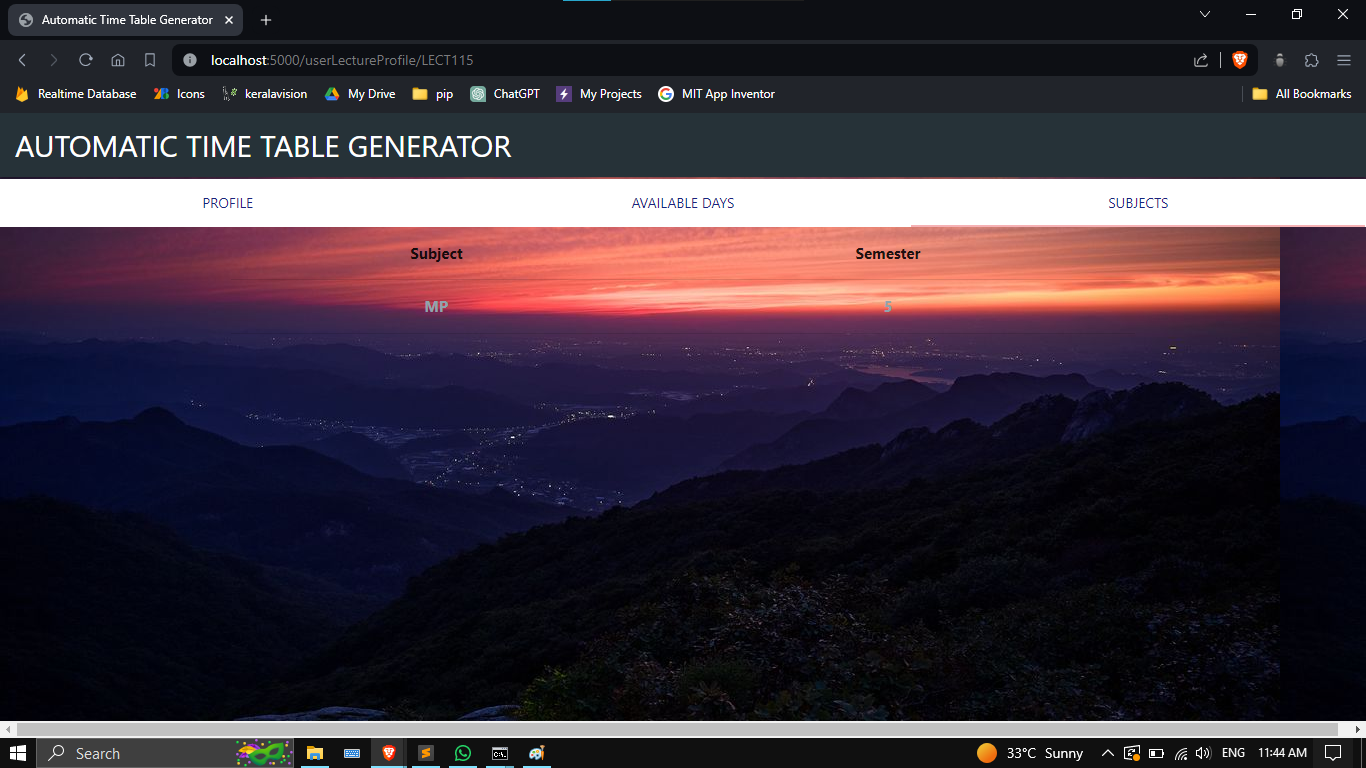 Automatic Time Table Generator
localhost:5000/userLectureProfile/LECT115
Realtime Database Icons keralavision My Drive pip ChatGPT My Projects MIT App Inventor All Bookmarks
AUTOMATIC TIME TABLE GENERATOR
PROFILE AVAILABLE DAYS SUBJECTS
Subject Semester
MP 5
Search 33°C Sunny ENG 11:44 AM